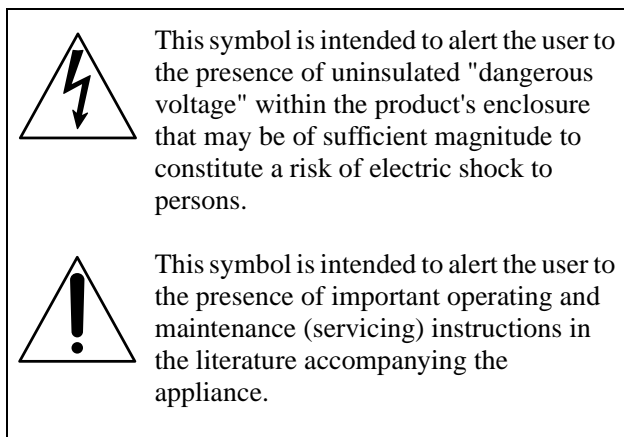 This symbol is intended to alert the user to
the presence of uninsulated "dangerous
voltage" within the product's enclosure
that may be of sufficient magnitude to
constitute a risk of electric shock to
persons.
This symbol is intended to alert the user to
the presence of important operating and
maintenance (servicing) instructions in
the literature accompanying the
appliance.